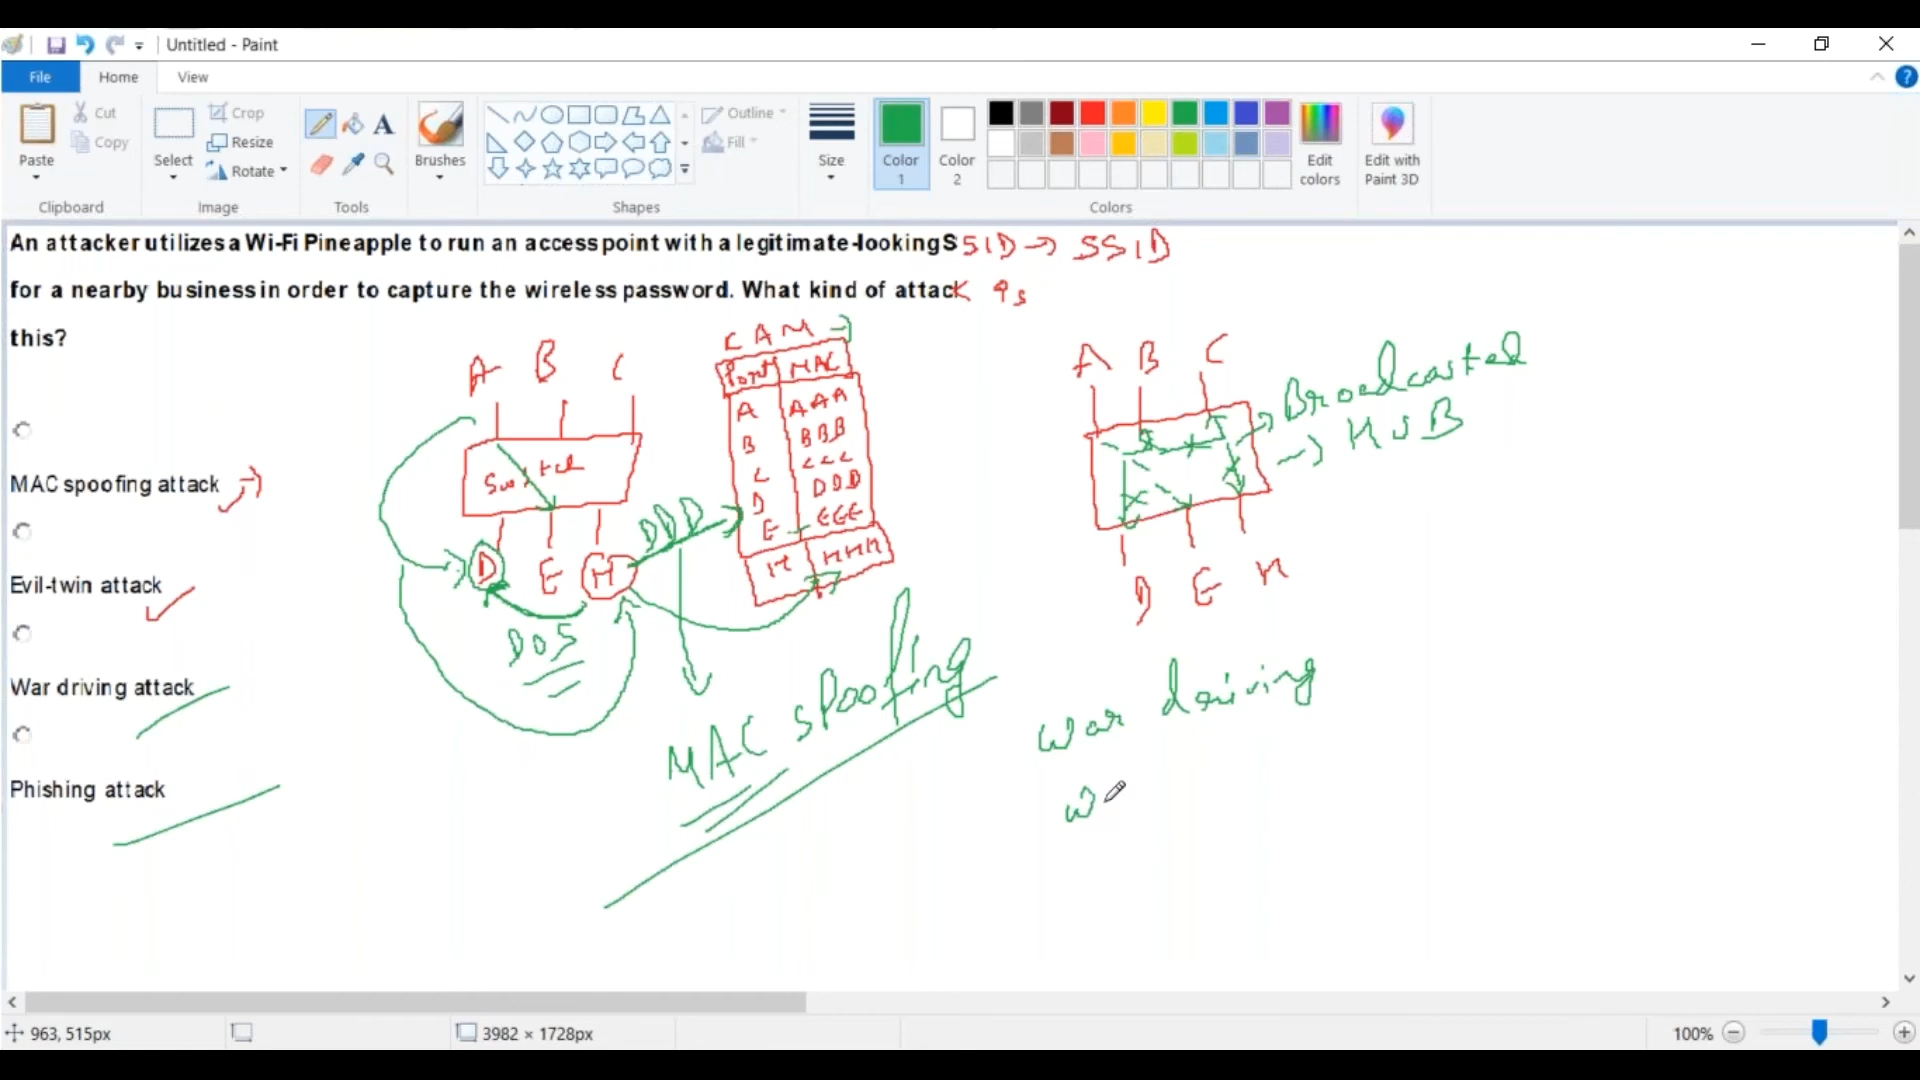 Untitled - Paint
File Home View
Paste
Cut
Copy
Clipboard
Select
Crop
Resize
Rotate
Image
Tools
Brushes
Shapes
Outline
Fill
Size
Color 1
Color 2
Edit colors
Edit with Paint 3D
Colors
An attacker utilizes a Wi-Fi Pineapple to run an access point with a legitimate-looking S SID → SSID
for a nearby business in order to capture the wireless password. What kind of attack is
this?
MAC spoofing attack
Evil-twin attack
War driving attack
Phishing attack
A B C
Switch
D E H
DOS
CAM
Port MAC
A AAA
B BBB
C CCC
D DDD
E EEE
H HHH
DDD
MAC spoofing
A B C
Broadcasted
HUB
D E H
war driving
w
963, 515px
3982 × 1728px
100%